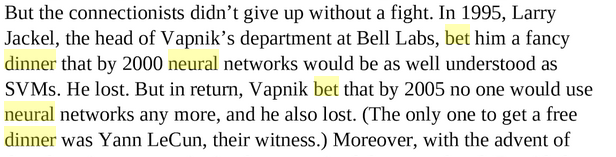 But the connectionists didn’t give up without a fight. In 1995, Larry
Jackel, the head of Vapnik’s department at Bell Labs, bet him a fancy
dinner that by 2000 neural networks would be as well understood as
SVMs. He lost. But in return, Vapnik bet that by 2005 no one would use
neural networks any more, and he also lost. (The only one to get a free
dinner was Yann LeCun, their witness.) Moreover, with the advent of